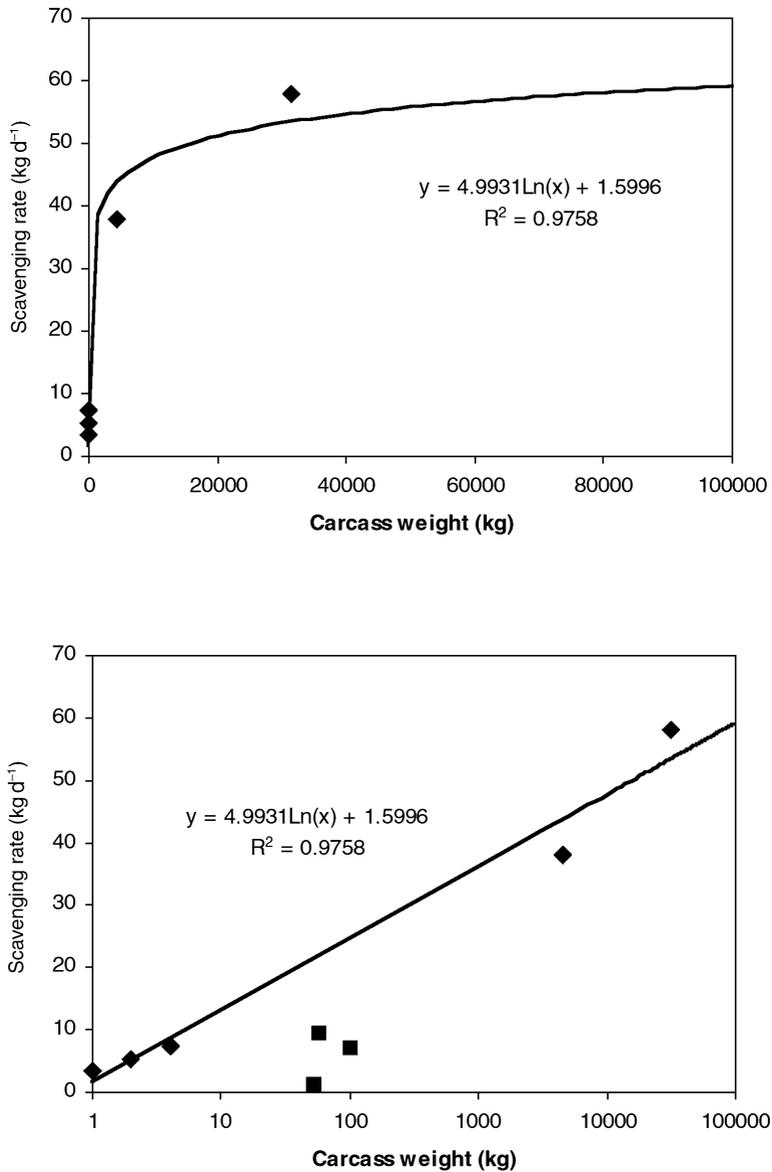 70
60
50
40
30
20
10
0
Scavenging rate (kg d⁻¹)
y = 4.9931Ln(x) + 1.5996
R² = 0.9758
0 20000 40000 60000 80000 100000
Carcass weight (kg)
70
60
50
40
30
20
10
0
Scavenging rate (kg d⁻¹)
y = 4.9931Ln(x) + 1.5996
R² = 0.9758
1 10 100 1000 10000 100000
Carcass weight (kg)